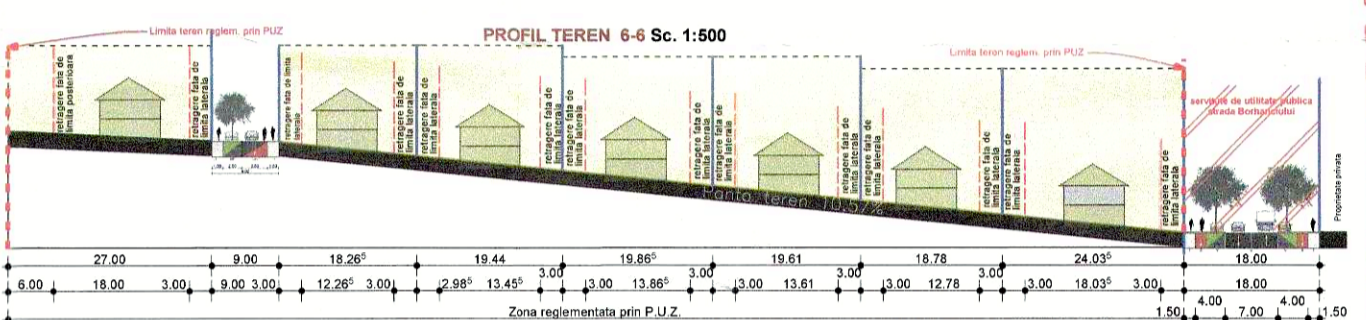 PROFIL TEREN 6-6 Sc. 1:500
Limita teren reglem. prin PUZ
Limita teren reglem. prin PUZ
retragere fata de
limita posterioara
retragere fata de
limita laterala
retragere fata de limita
laterala
retragere fata de
limita laterala
retragere fata de
limita laterala
retragere fata de
limita laterala
retragere fata de
limita laterala
retragere fata de
limita laterala
retragere fata de
limita laterala
retragere fata de
limita laterala
retragere fata de
limita laterala
retragere fata de
limita laterala
retragere fata de
limita laterala
retragere fata de
limita laterala
servitute de utilitate publica
strada Borhanciului
Proprietate privata
Panta teren 10.57%
27.00 9.00 18.26⁵ 19.44 19.86⁵ 19.61 18.78 24.03⁵ 18.00
3.00 3.00 3.00 3.00
6.00 18.00 3.00 9.00 3.00 12.26⁵ 3.00 2.98⁵ 13.45⁵ 3.00 13.86⁵ 3.00 13.61 3.00 12.78 3.00 18.03⁵ 3.00 18.00
Zona reglementata prin P.U.Z.
1.50 4.00 7.00 4.00 1.50